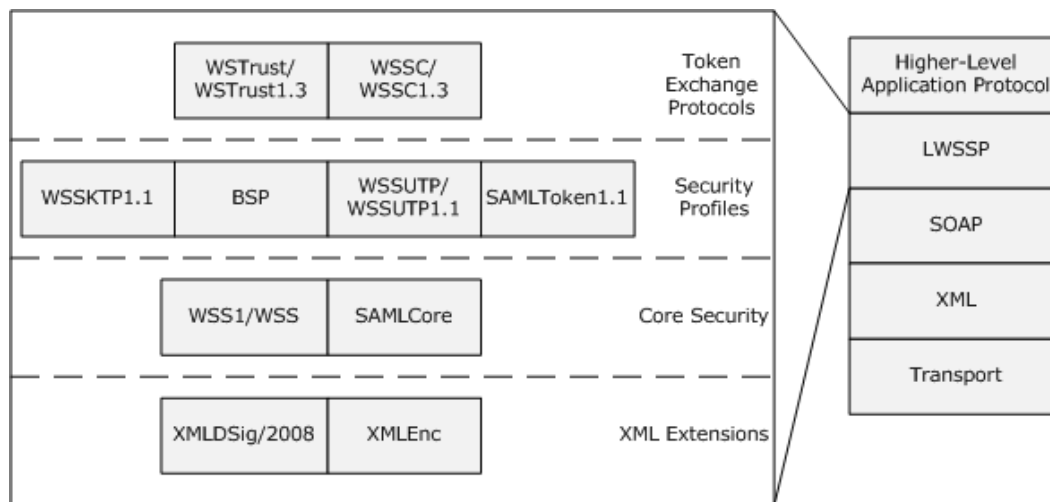 WSTrust/
WSTrust1.3
WSSC/
WSSC1.3
Token
Exchange
Protocols
WSSKTP1.1
BSP
WSSUTP/
WSSUTP1.1
SAMLToken1.1
Security
Profiles
WSS1/WSS
SAMLCore
Core Security
XMLDSig/2008
XMLEnc
XML Extensions
Higher-Level
Application Protocol
LWSSP
SOAP
XML
Transport